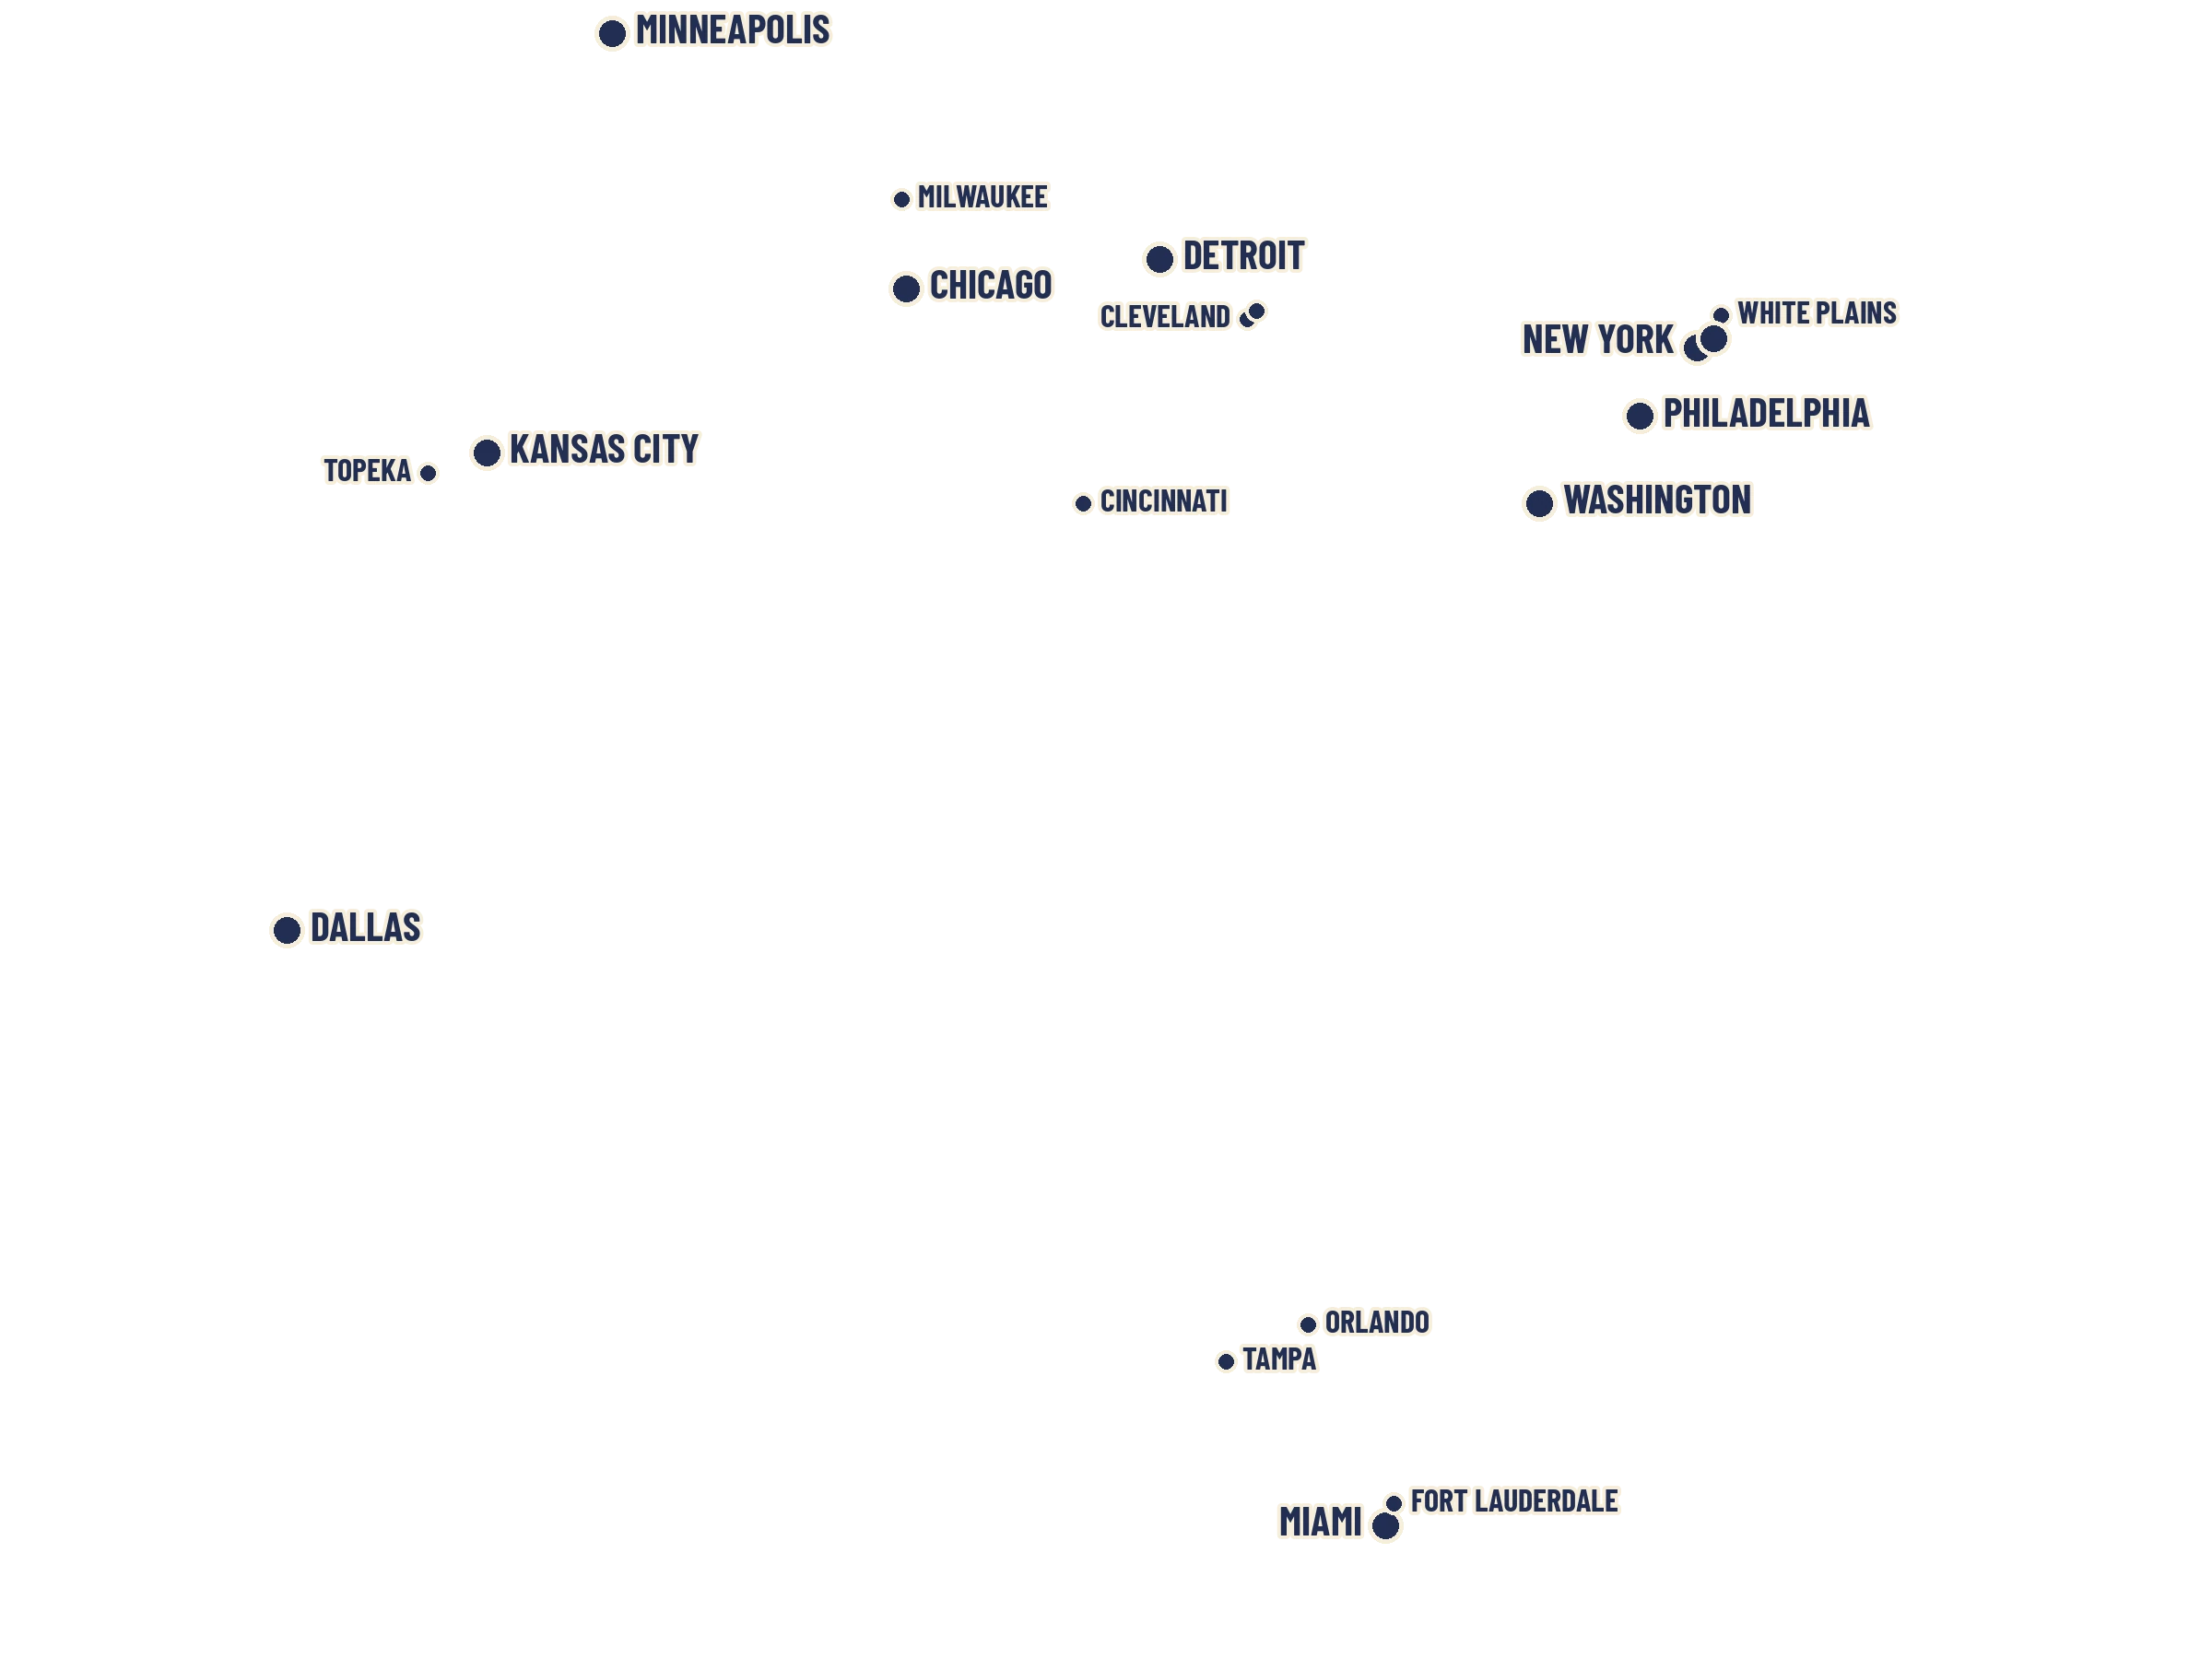 MINNEAPOLIS
MILWAUKEE
DETROIT
CHICAGO
CLEVELAND
WHITE PLAINS
NEW YORK
PHILADELPHIA
KANSAS CITY
TOPEKA
CINCINNATI
WASHINGTON
DALLAS
ORLANDO
TAMPA
FORT LAUDERDALE
MIAMI